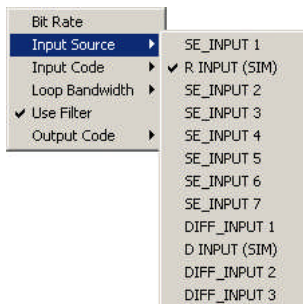 Bit Rate
Input Source
Input Code
Loop Bandwidth
Use Filter
Output Code
SE_INPUT 1
R INPUT (SIM)
SE_INPUT 2
SE_INPUT 3
SE_INPUT 4
SE_INPUT 5
SE_INPUT 6
SE_INPUT 7
DIFF_INPUT 1
D INPUT (SIM)
DIFF_INPUT 2
DIFF_INPUT 3